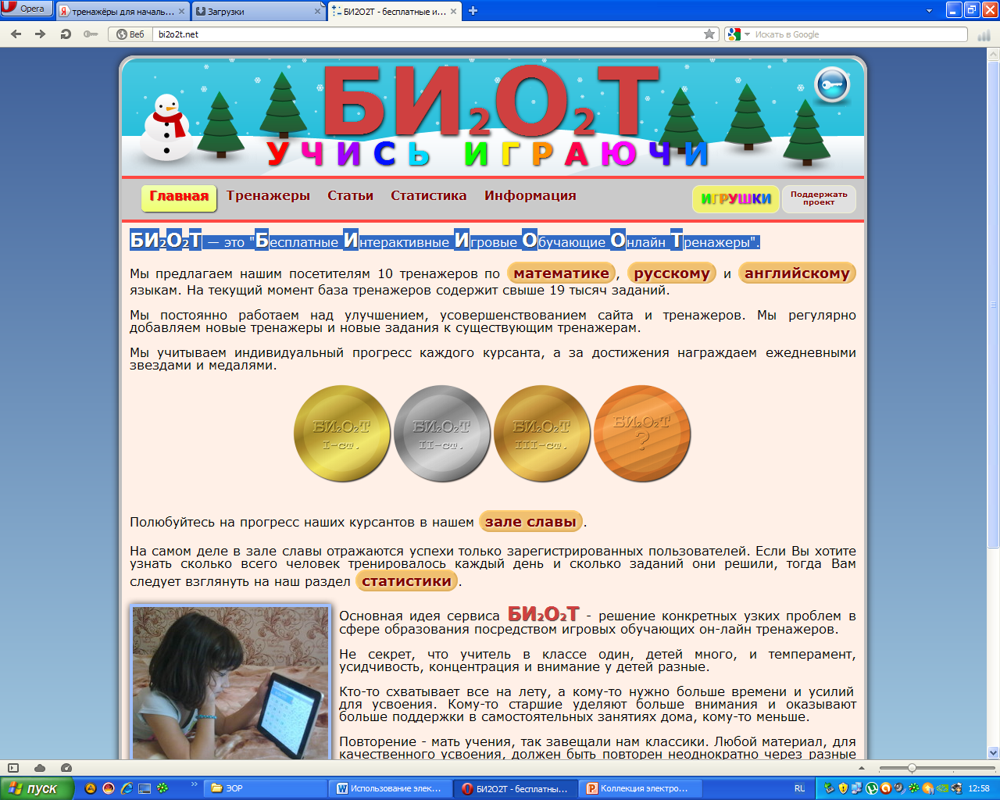 Opera
тренажёры для началь...
Загрузки
БИ2О2Т - бесплатные и...
Веб
bi2o2t.net
Искать в Google
БИ₂О₂Т
УЧИСЬ ИГРАЮЧИ
Главная
Тренажеры
Статьи
Статистика
Информация
ИГРУШКИ
Поддержать
проект
БИ₂О₂Т — это "Бесплатные Интерактивные Игровые Обучающие Онлайн Тренажеры".
Мы предлагаем нашим посетителям 10 тренажеров по математике, русскому и английскому
языкам. На текущий момент база тренажеров содержит свыше 19 тысяч заданий.
Мы постоянно работаем над улучшением, усовершенствованием сайта и тренажеров. Мы регулярно
добавляем новые тренажеры и новые задания к существующим тренажерам.
Мы учитываем индивидуальный прогресс каждого курсанта, а за достижения награждаем ежедневными
звездами и медалями.
БИ₂О₂Т
I-ст.
БИ₂О₂Т
II-ст.
БИ₂О₂Т
III-ст.
БИ₂О₂Т
?
Полюбуйтесь на прогресс наших курсантов в нашем зале славы.
На самом деле в зале славы отражаются успехи только зарегистрированных пользователей. Если Вы хотите
узнать сколько всего человек тренировалось каждый день и сколько заданий они решили, тогда Вам
следует взглянуть на наш раздел статистики.
Основная идея сервиса БИ₂О₂Т - решение конкретных узких проблем в
сфере образования посредством игровых обучающих он-лайн тренажеров.
Не секрет, что учитель в классе один, детей много, и темперамент,
усидчивость, концентрация и внимание у детей разные.
Кто-то схватывает все на лету, а кому-то нужно больше времени и усилий
для усвоения. Кому-то старшие уделяют больше внимания и оказывают
больше поддержки в самостоятельных занятиях дома, кому-то меньше.
Повторение - мать учения, так завещали нам классики. Любой материал, для
качественного усвоения, должен быть повторен неоднократно через разные
пуск
ЭОР
Использование элек...
БИ2О2Т - бесплатны...
Коллекция электро...
RU
12:58